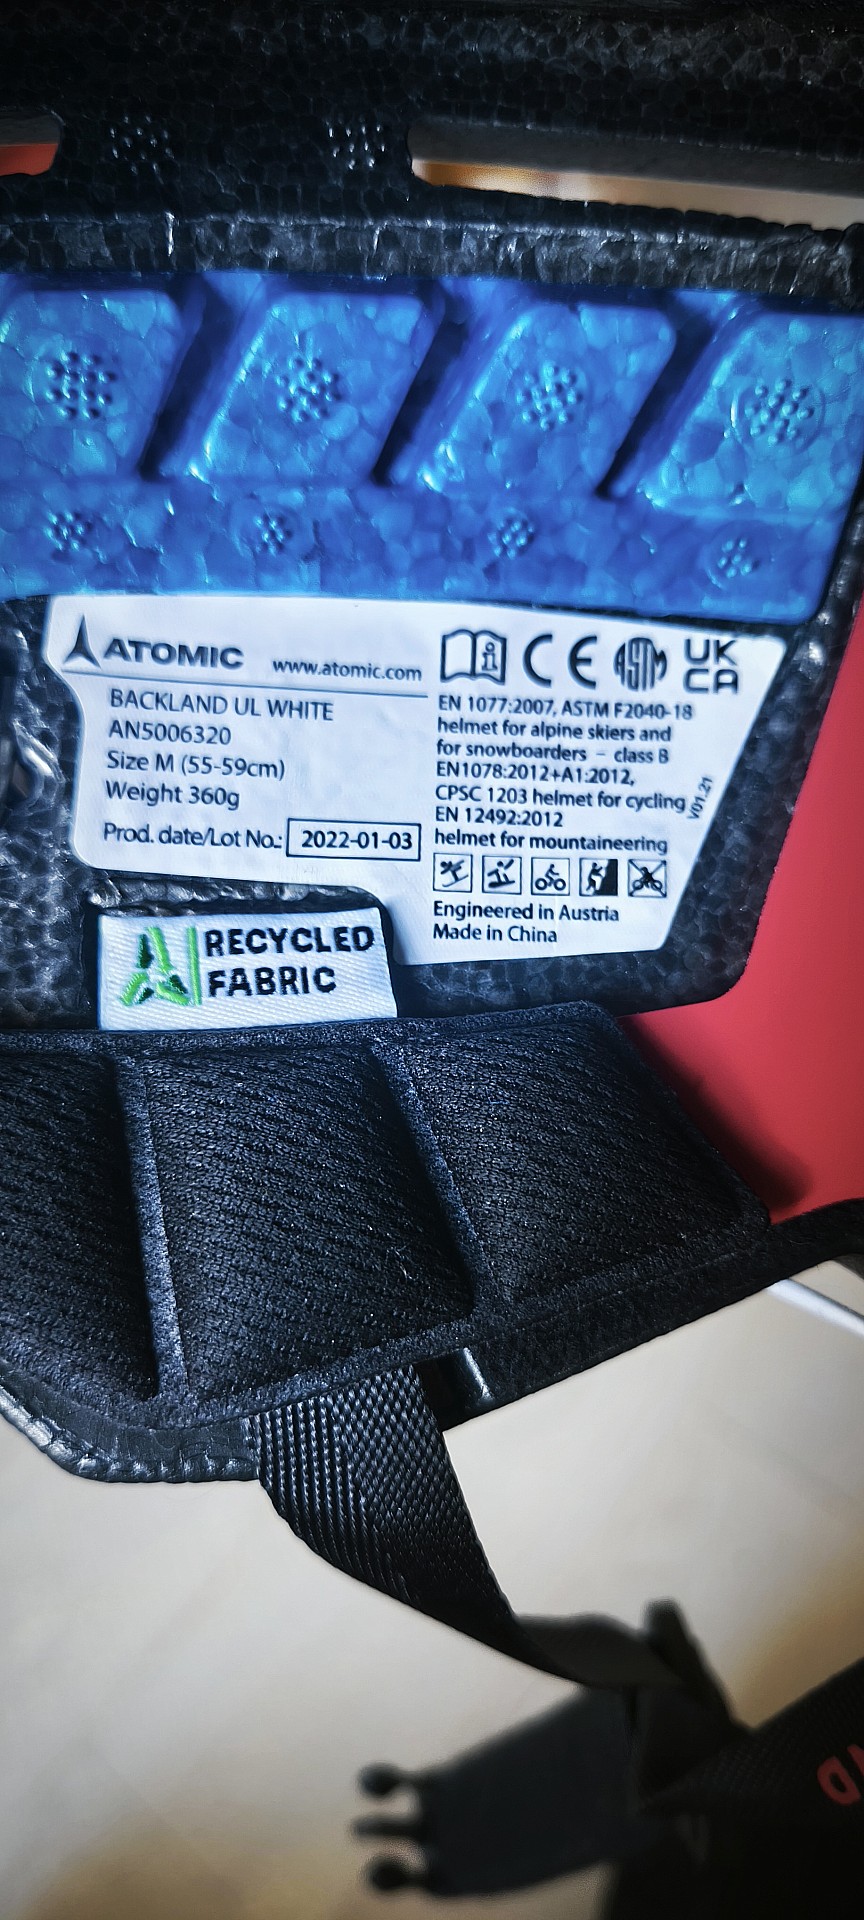 ATOMIC www.atomic.com
BACKLAND UL WHITE
AN5006320
Size M (55-59cm)
Weight 360g
Prod. date/Lot No.: 2022-01-03
CE ASTM UK CA
EN 1077:2007, ASTM F2040-18
helmet for alpine skiers and
for snowboarders – class B
EN1078:2012+A1:2012,
CPSC 1203 helmet for cycling
EN 12492:2012
helmet for mountaineering
V01.21
Engineered in Austria
Made in China
RECYCLED
FABRIC